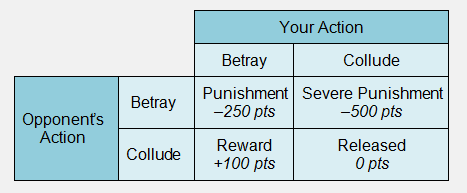 Your Action
Betray Collude
Opponent's
Action
Betray
Punishment Severe Punishment
–250 pts –500 pts
Collude
Reward Released
+100 pts 0 pts